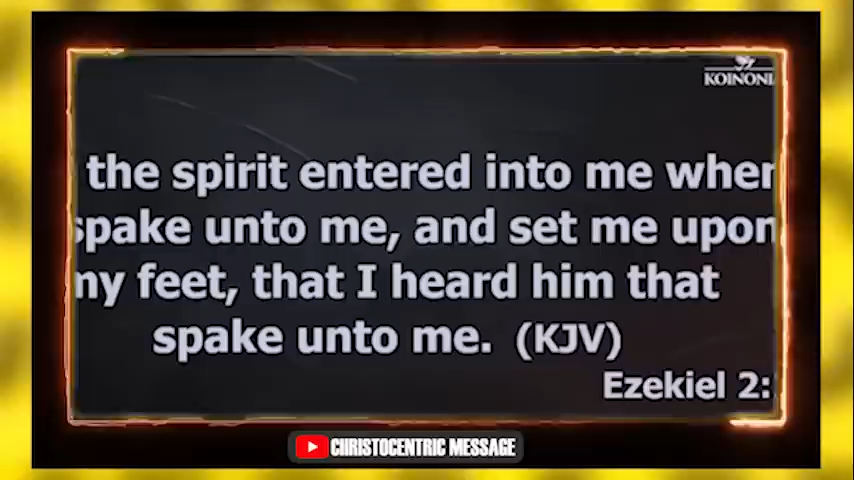 KOINONI
the spirit entered into me when
spake unto me, and set me upon
my feet, that I heard him that
spake unto me. (KJV)
Ezekiel 2:
CHRISTOCENTRIC MESSAGE